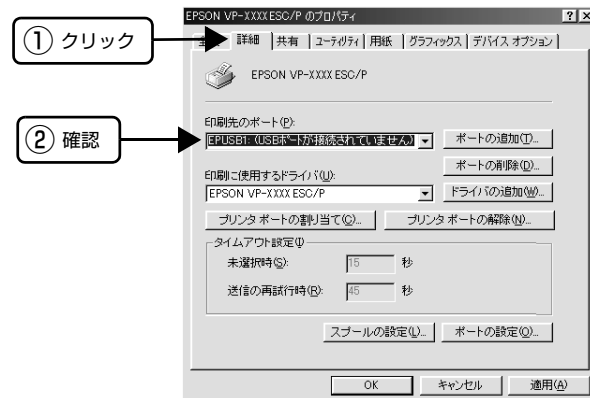 EPSON VP-XXXX ESC/P のプロパティ
① クリック
詳細 共有 ユーティリティ 用紙 グラフィックス デバイス オプション
EPSON VP-XXXX ESC/P
印刷先のポート(P):
② 確認
EPUSB1: (USBポートが接続されていません) ポートの追加(T)...
ポートの削除(D)...
印刷に使用するドライバ(U):
EPSON VP-XXXX ESC/P ドライバの追加(W)...
プリンタ ポートの割り当て(C)... プリンタ ポートの解除(N)...
タイムアウト設定(I)
未選択時(S): 15 秒
送信の再試行時(R): 45 秒
スプールの設定(L)... ポートの設定(O)...
OK キャンセル 適用(A)